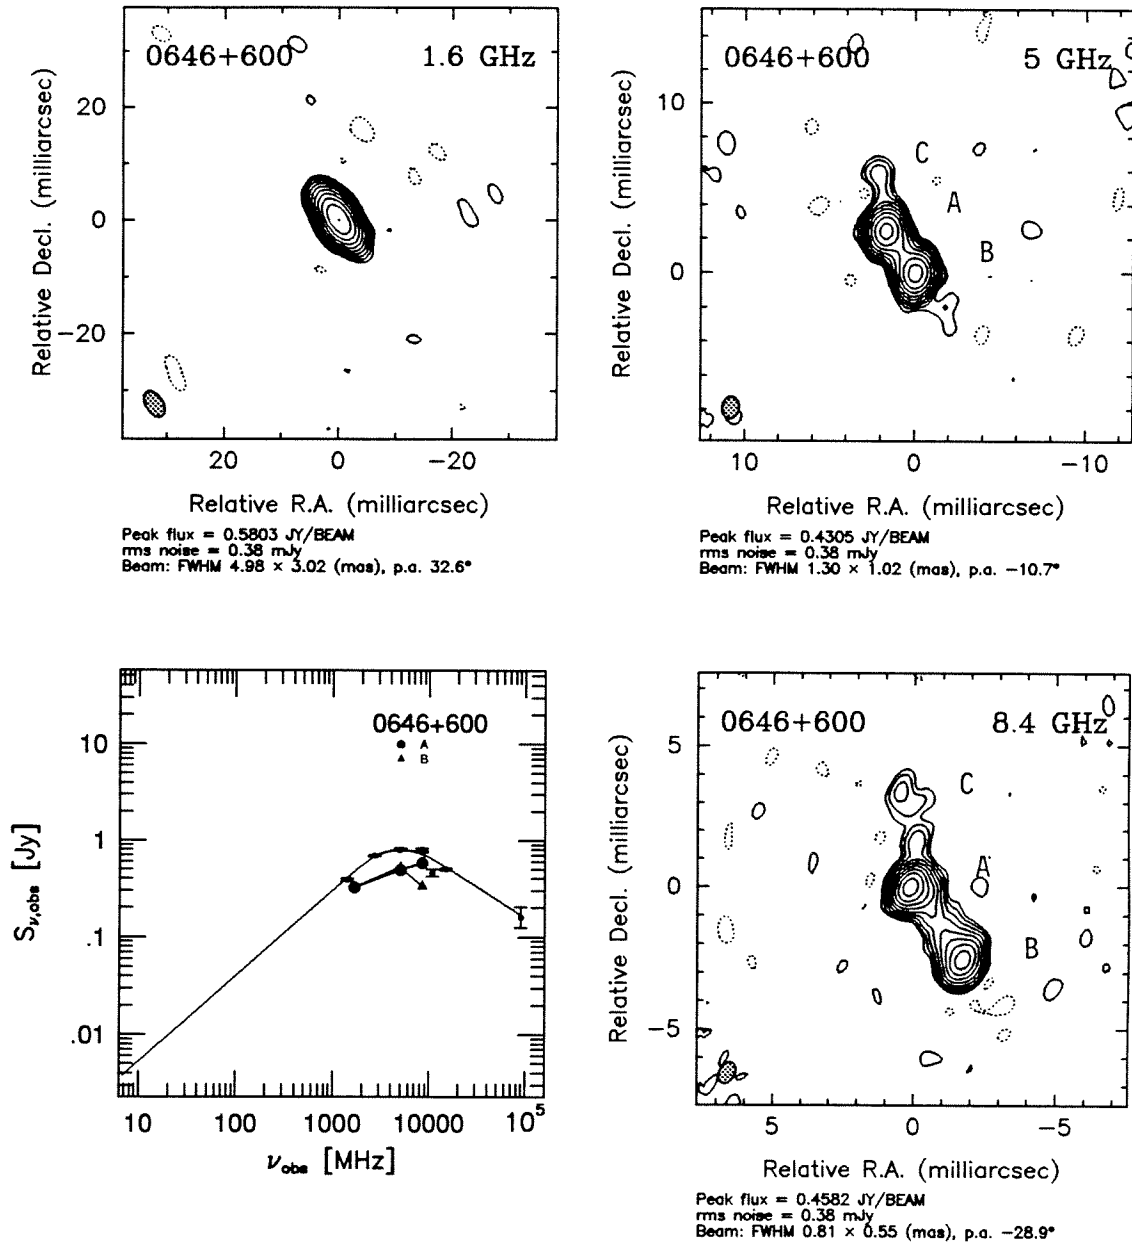 0646+600 1.6 GHz
20
0
−20
Relative Decl. (milliarcsec)
20 0 −20
Relative R.A. (milliarcsec)
Peak flux = 0.5803 JY/BEAM
rms noise = 0.38 mJy
Beam: FWHM 4.98 × 3.02 (mas), p.a. 32.6°
0646+600 5 GHz
C
A
B
10
0
Relative Decl. (milliarcsec)
10 0 −10
Relative R.A. (milliarcsec)
Peak flux = 0.4305 JY/BEAM
rms noise = 0.38 mJy
Beam: FWHM 1.30 × 1.02 (mas), p.a. −10.7°
0646+600
A
B
10
1
.1
.01
Sν,obs [Jy]
10 100 1000 10000 10⁵
νobs [MHz]
0646+600 8.4 GHz
C
A
B
5
0
−5
Relative Decl. (milliarcsec)
5 0 −5
Relative R.A. (milliarcsec)
Peak flux = 0.4582 JY/BEAM
rms noise = 0.38 mJy
Beam: FWHM 0.81 × 0.55 (mas), p.a. −28.9°